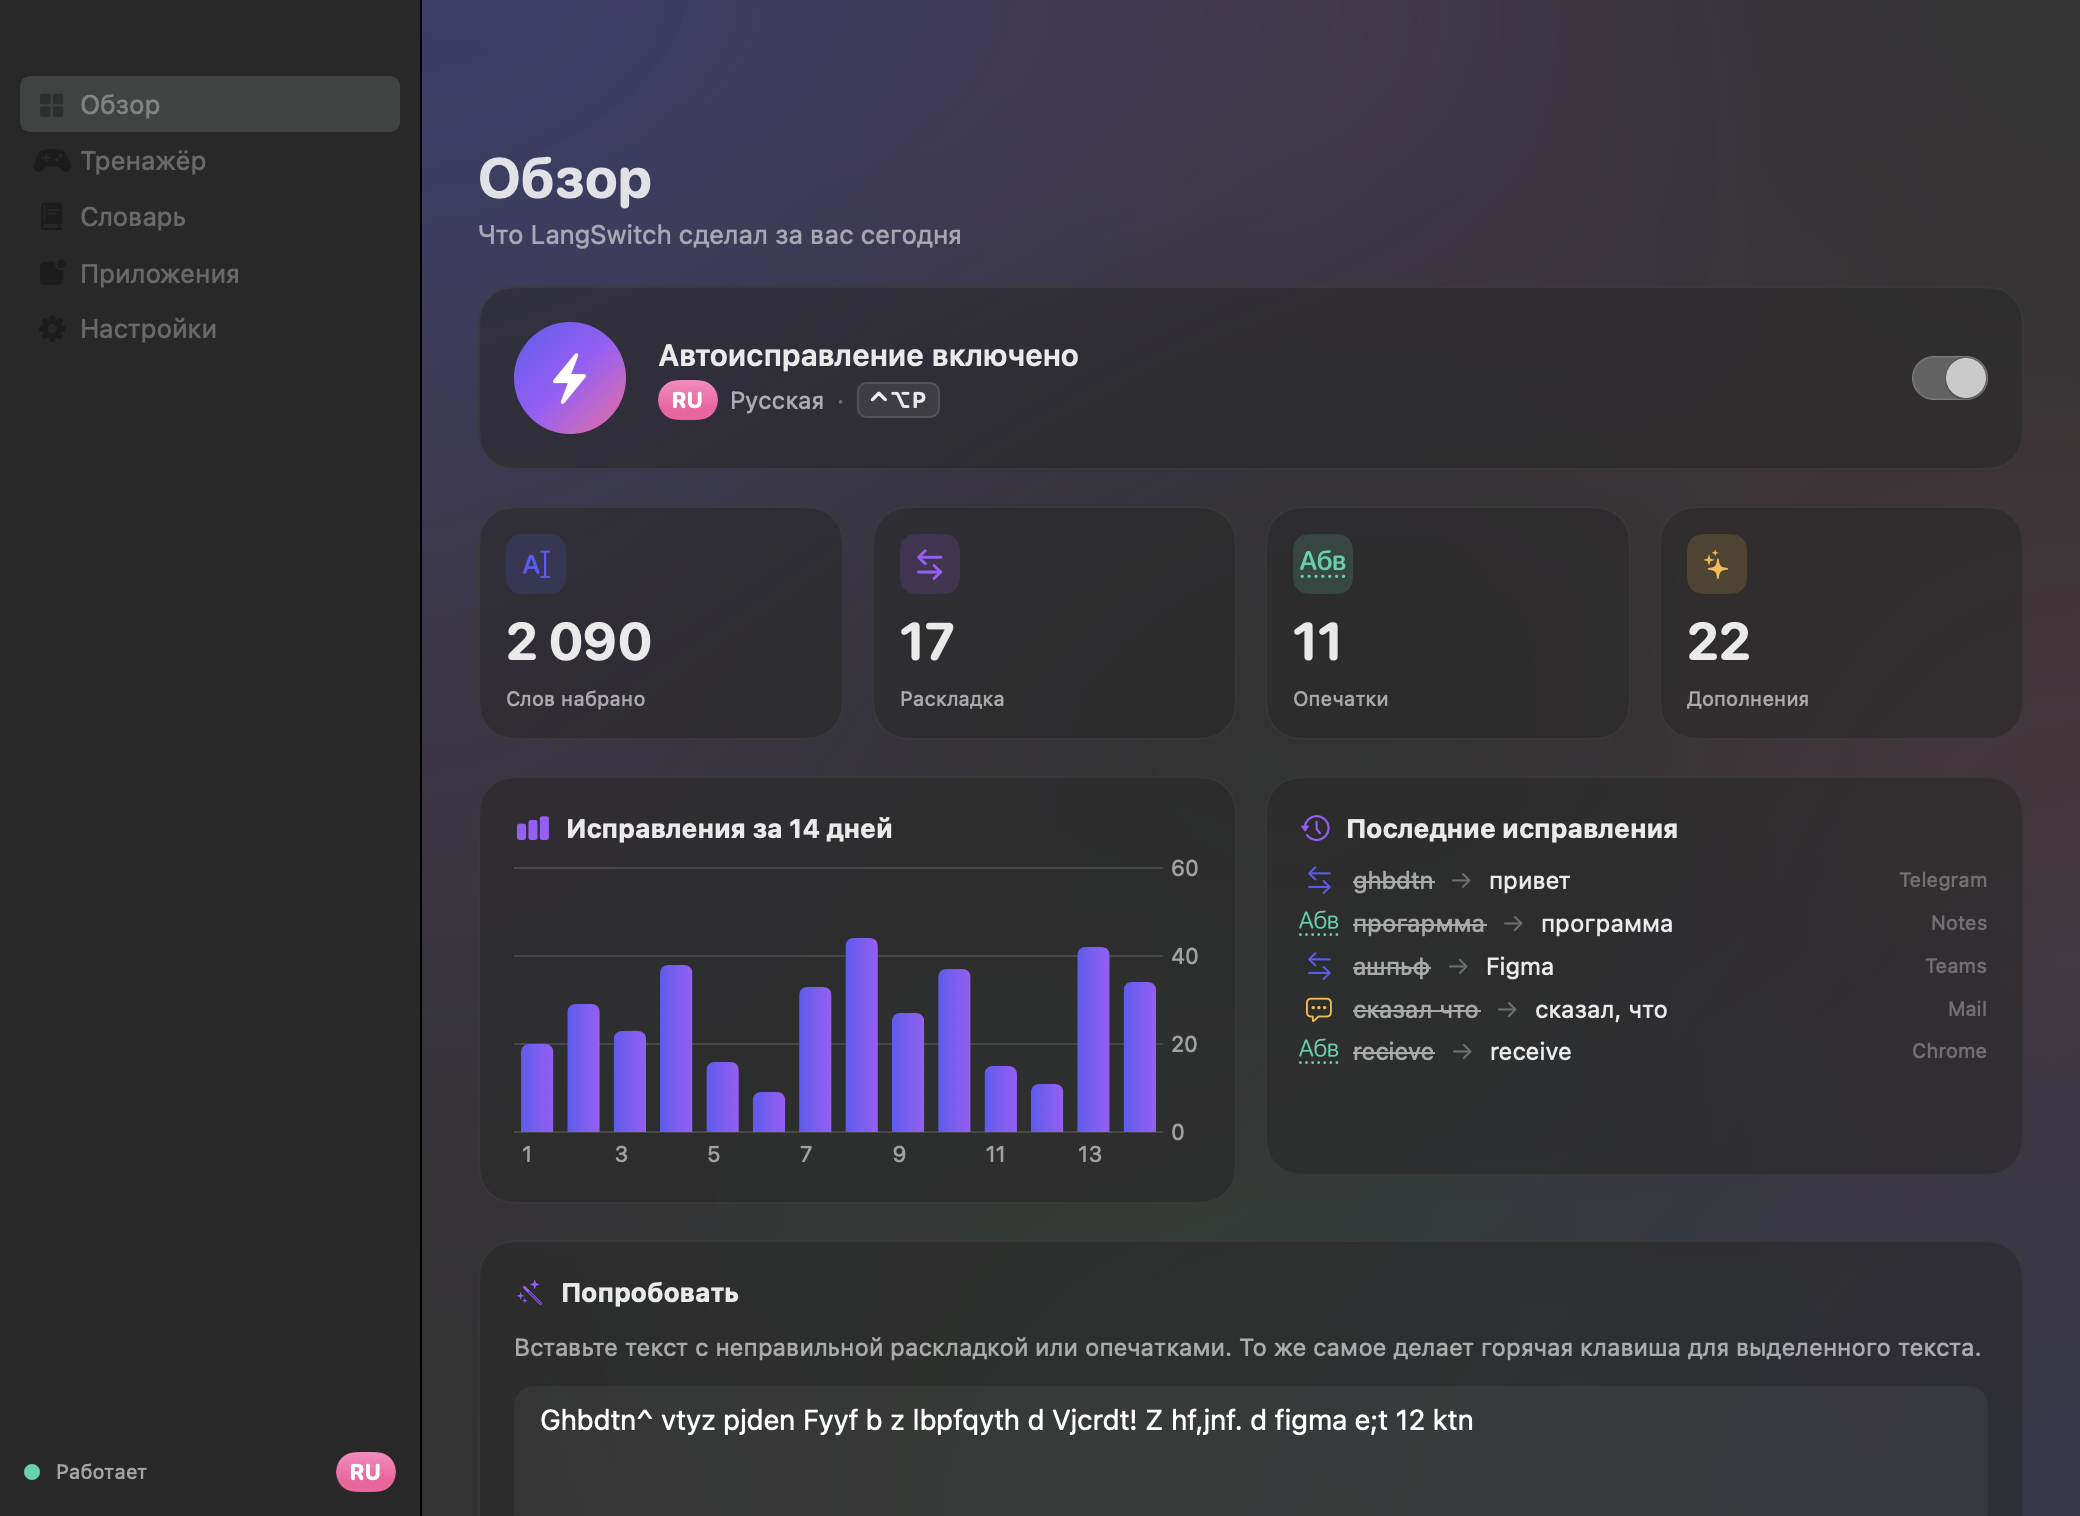 Обзор
Тренажёр
Словарь
Приложения
Настройки
Работает
RU
Обзор
Что LangSwitch сделал за вас сегодня
Автоисправление включено
RU Русская · ⌃⌥P
A
2 090
Слов набрано
17
Раскладка
Абв
11
Опечатки
22
Дополнения
Исправления за 14 дней
60
40
20
0
1 3 5 7 9 11 13
Последние исправления
ghbdtn → привет Telegram
Абв прогармма → программа Notes
ашпьф → Figma Teams
сказал что → сказал, что Mail
Абв recieve → receive Chrome
Попробовать
Вставьте текст с неправильной раскладкой или опечатками. То же самое делает горячая клавиша для выделенного текста.
Ghbdtn^ vtyz pjden Fyyf b z lbpfqyth d Vjcrdt! Z hf,jnf. d figma e;t 12 ktn